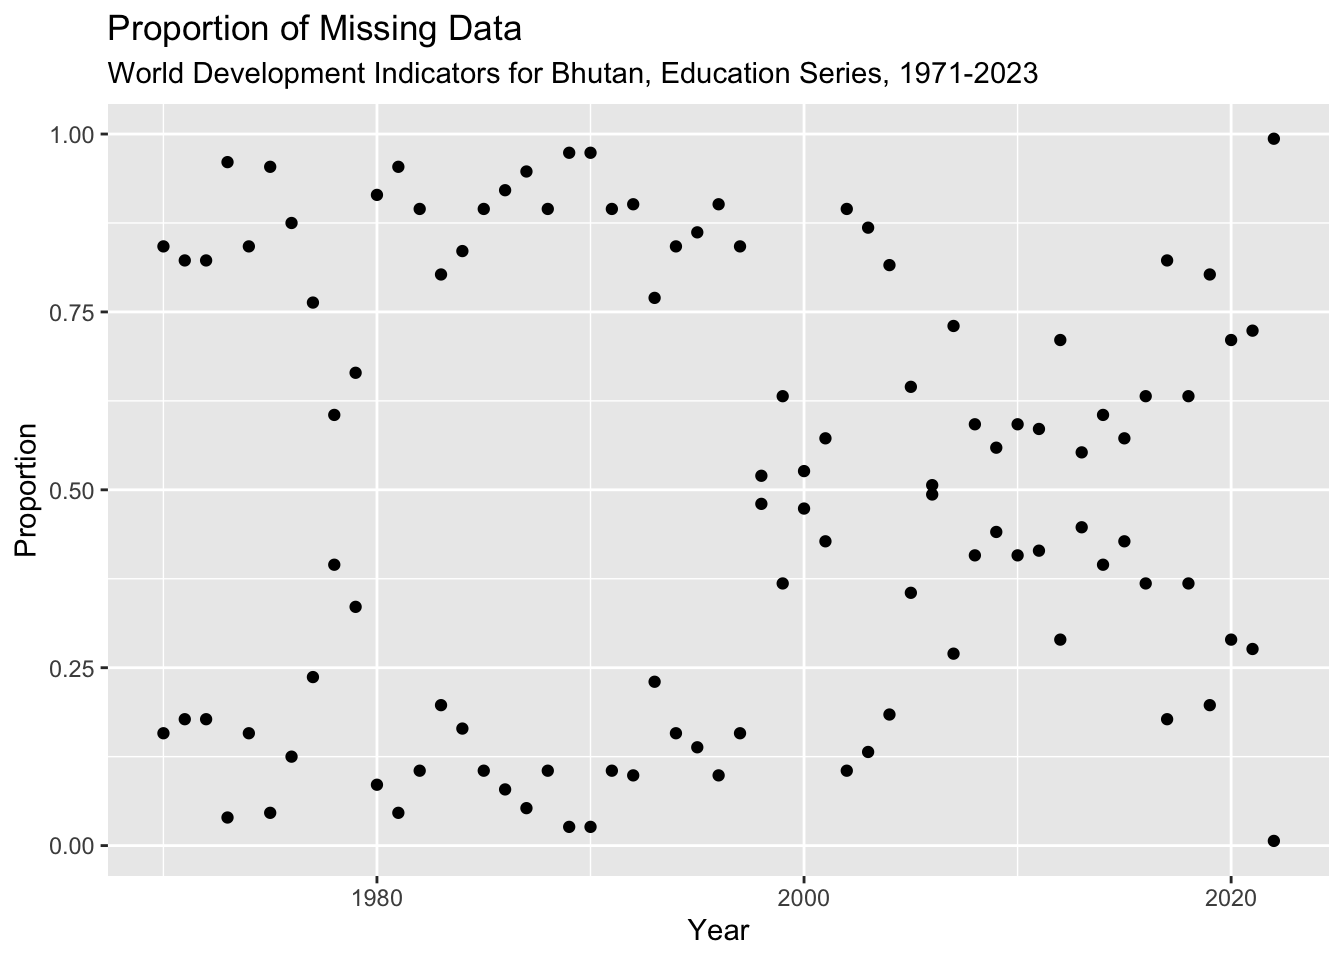 Proportion of Missing Data
World Development Indicators for Bhutan, Education Series, 1971-2023
1.00
0.75
0.50
0.25
0.00
Proportion
1980
2000
2020
Year